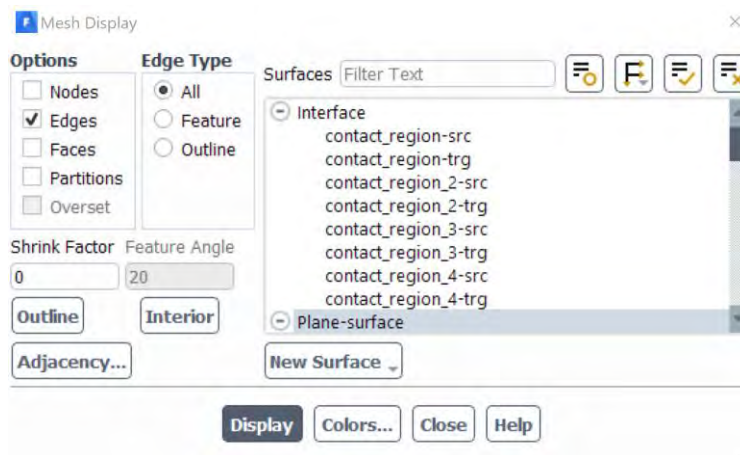 Mesh Display
Options
Nodes
Edges
Faces
Partitions
Overset
Edge Type
All
Feature
Outline
Shrink Factor Feature Angle
0 20
Outline Interior
Adjacency...
Surfaces Filter Text
Interface
contact_region-src
contact_region-trg
contact_region_2-src
contact_region_2-trg
contact_region_3-src
contact_region_3-trg
contact_region_4-src
contact_region_4-trg
Plane-surface
New Surface
Display Colors... Close Help